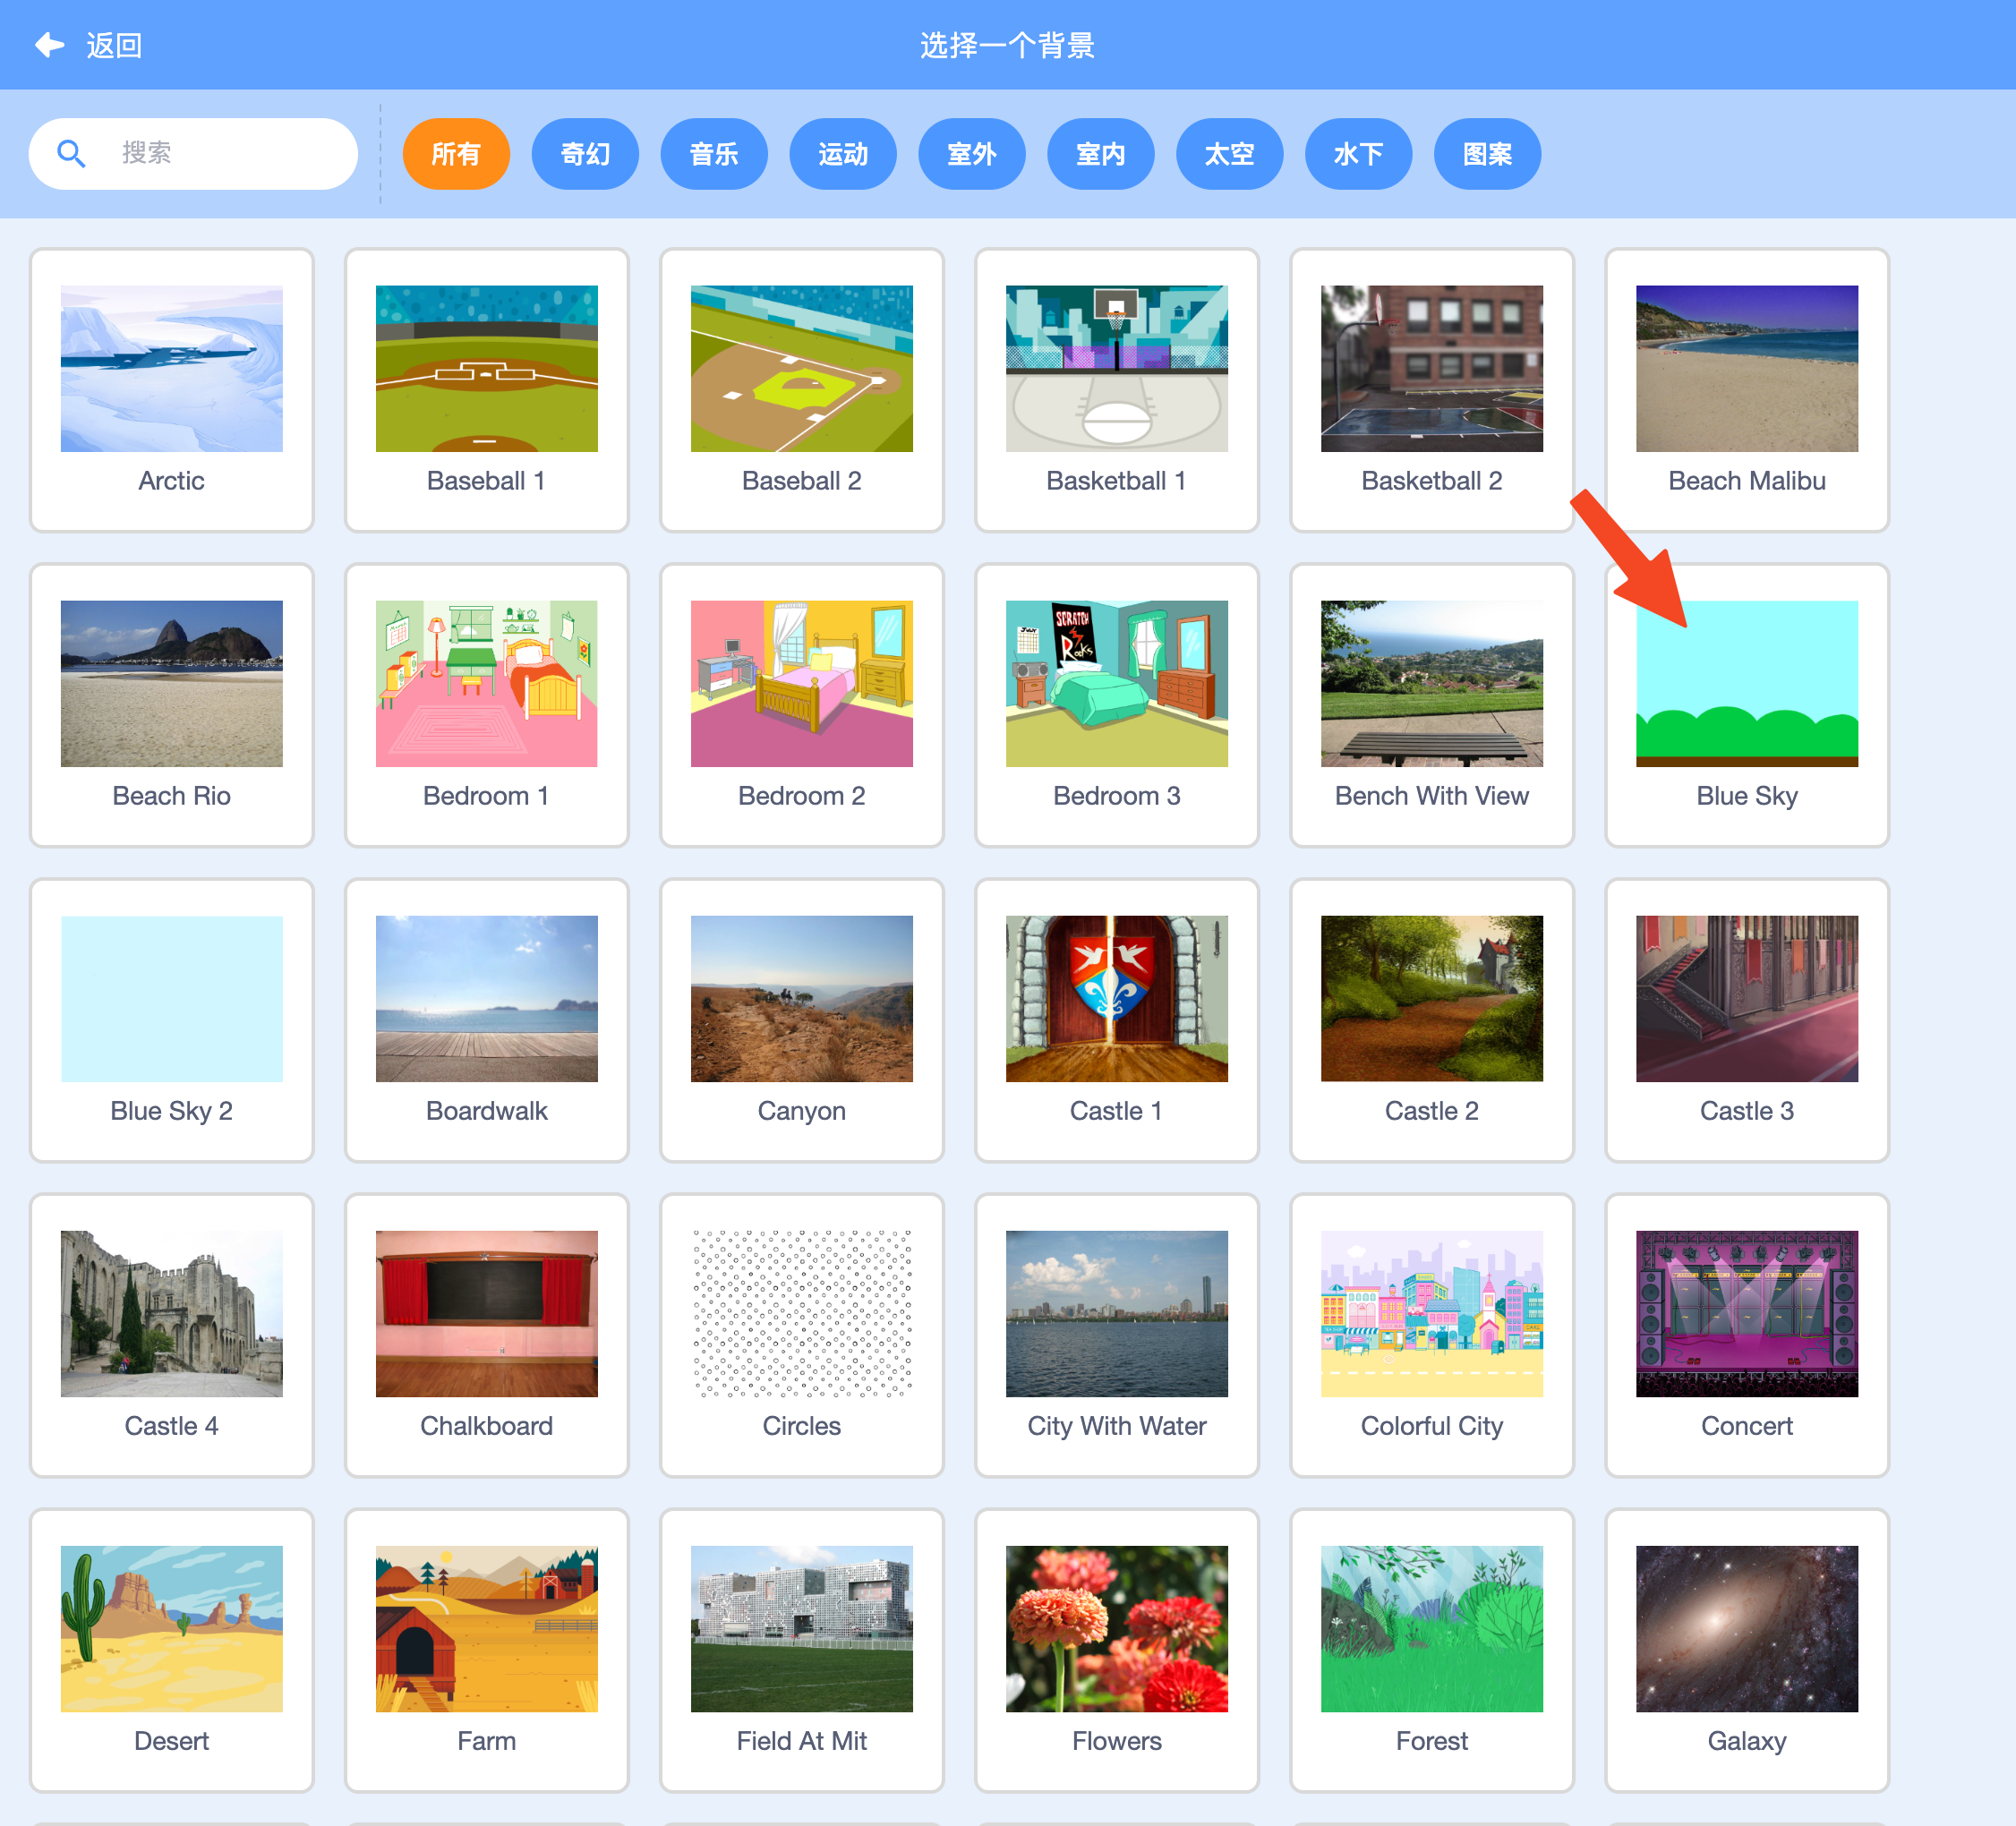 返回
选择一个背景
搜索
所有
奇幻
音乐
运动
室外
室内
太空
水下
图案
Arctic
Baseball 1
Baseball 2
Basketball 1
Basketball 2
Beach Malibu
SCRATCH
Rocks
Beach Rio
Bedroom 1
Bedroom 2
Bedroom 3
Bench With View
Blue Sky
Blue Sky 2
Boardwalk
Canyon
Castle 1
Castle 2
Castle 3
Castle 4
Chalkboard
Circles
City With Water
Colorful City
Concert
Desert
Farm
Field At Mit
Flowers
Forest
Galaxy